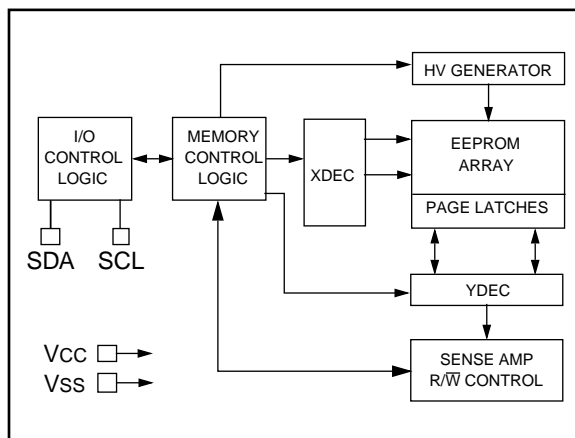 HV GENERATOR
I/O
CONTROL
LOGIC
MEMORY
CONTROL
LOGIC
XDEC
EEPROM
ARRAY
PAGE LATCHES
SDA
SCL
YDEC
VCC
VSS
SENSE AMP
R/W̅ CONTROL